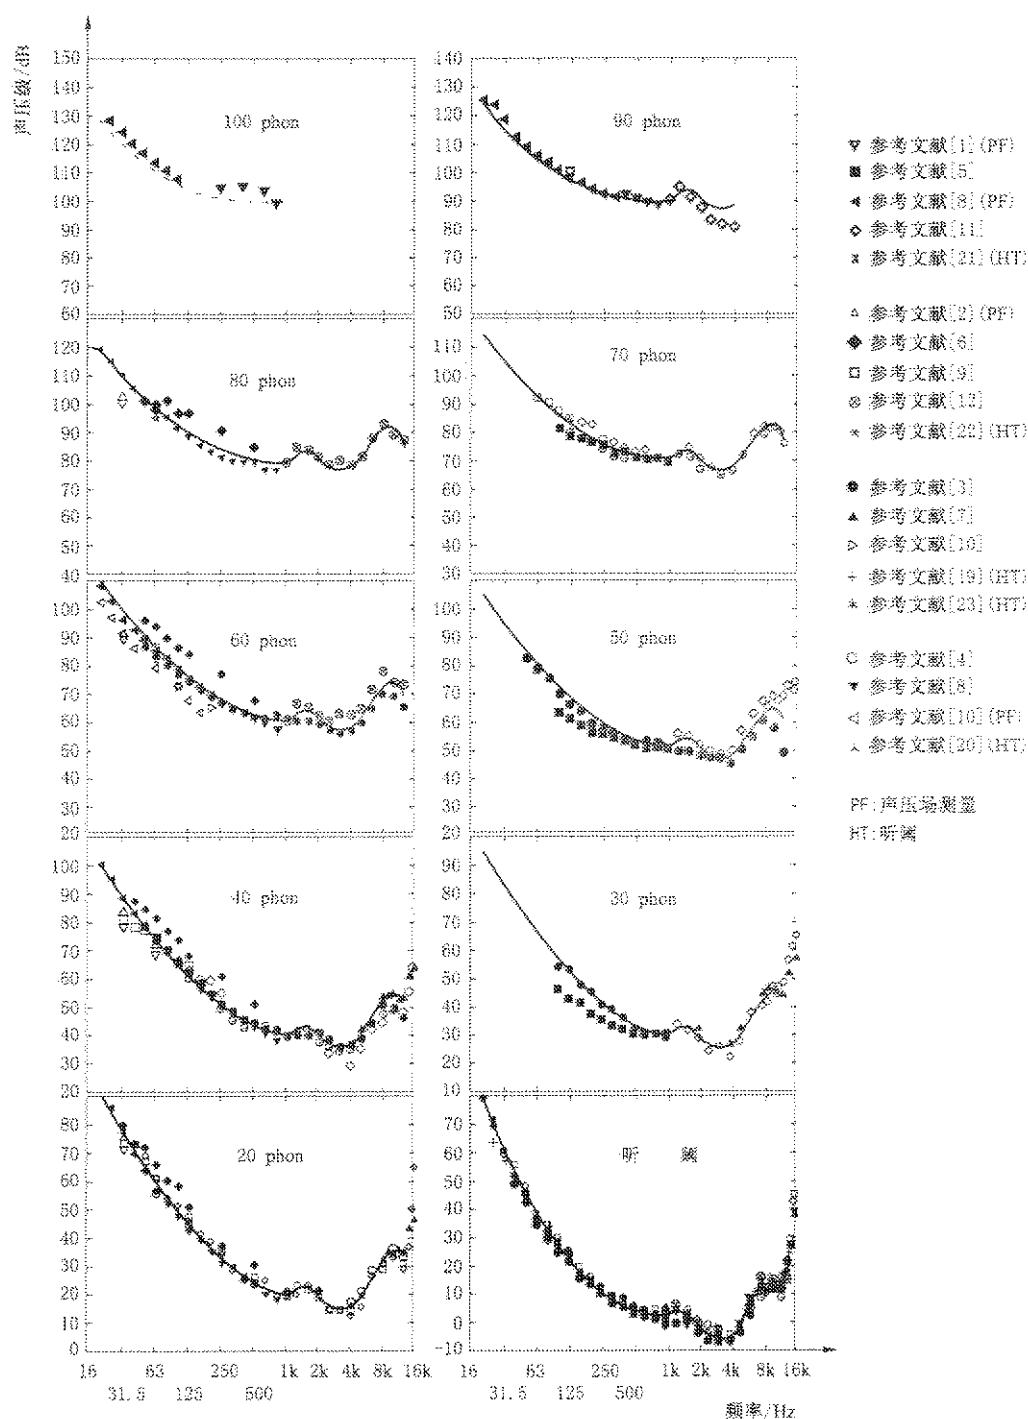 声压级/dB
150
140
130
120
110
100
90
80
70
60
100 phon
140
130
120
110
100
90
80
70
60
50
90 phon
120
110
100
90
80
70
60
50
40
80 phon
110
100
90
80
70
60
50
40
30
70 phon
100
90
80
70
60
50
40
30
20
60 phon
100
90
80
70
60
50
40
30
20
50 phon
100
90
80
70
60
50
40
30
20
40 phon
90
80
70
60
50
40
30
20
10
30 phon
80
70
60
50
40
30
20
10
0
20 phon
70
60
50
40
30
20
10
0
-10
听 阈
16 63 250 1k 2k 4k 8k 16k
31.5 125 500
16 63 250 1k 2k 4k 8k 16k
31.5 125 500
频率/Hz
参考文献[1](PF)
参考文献[5]
参考文献[8](PF)
参考文献[11]
参考文献[21](HT)
参考文献[2](PF)
参考文献[6]
参考文献[9]
参考文献[12]
参考文献[22](HT)
参考文献[3]
参考文献[7]
参考文献[10]
参考文献[19](HT)
参考文献[23](HT)
参考文献[4]
参考文献[8]
参考文献[10](PF)
参考文献[20](HT)
PF:声压场测量
HT:听阈